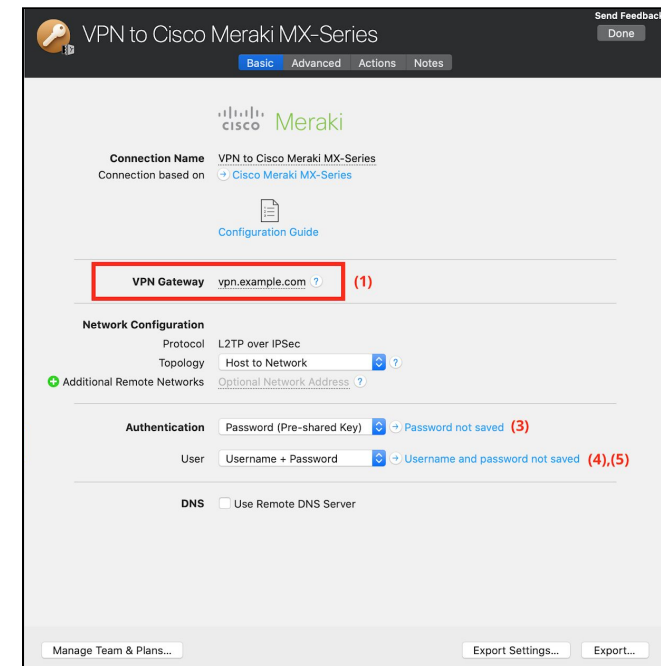 Send Feedback
VPN to Cisco Meraki MX-Series
Done
Basic Advanced Actions Notes
CISCO Meraki
Connection Name VPN to Cisco Meraki MX-Series
Connection based on Cisco Meraki MX-Series
Configuration Guide
VPN Gateway vpn.example.com ? (1)
Network Configuration
Protocol L2TP over IPSec
Topology Host to Network ?
Additional Remote Networks Optional Network Address ?
Authentication Password (Pre-shared Key) Password not saved (3)
User Username + Password Username and password not saved (4),(5)
DNS Use Remote DNS Server
Manage Team & Plans... Export Settings... Export...